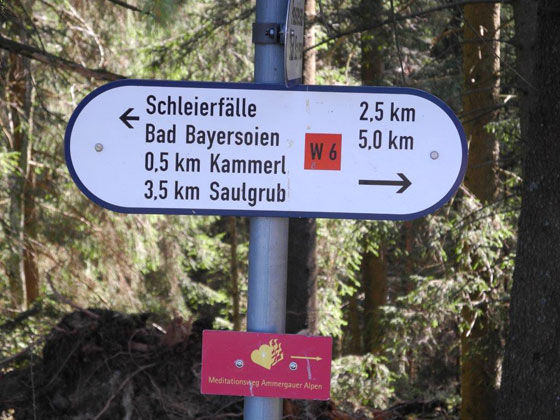 Schleierfälle 2,5 km
Bad Bayersoien 5,0 km
0,5 km Kammerl
3,5 km Saulgrub
W 6
Meditationsweg Ammergauer Alpen